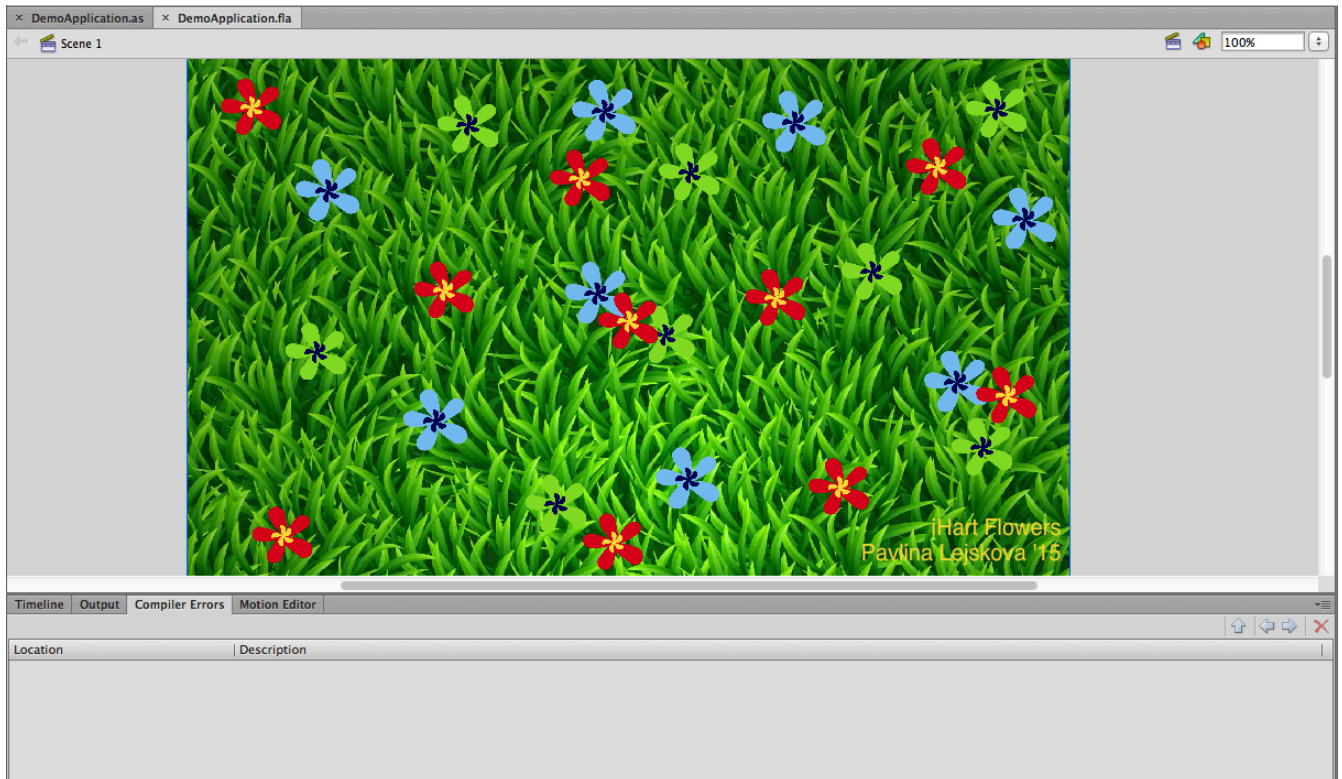 × DemoApplication.as × DemoApplication.fla
Scene 1 100%
iHart Flowers
Pavlina Lejskova '15
Timeline Output Compiler Errors Motion Editor
Location Description